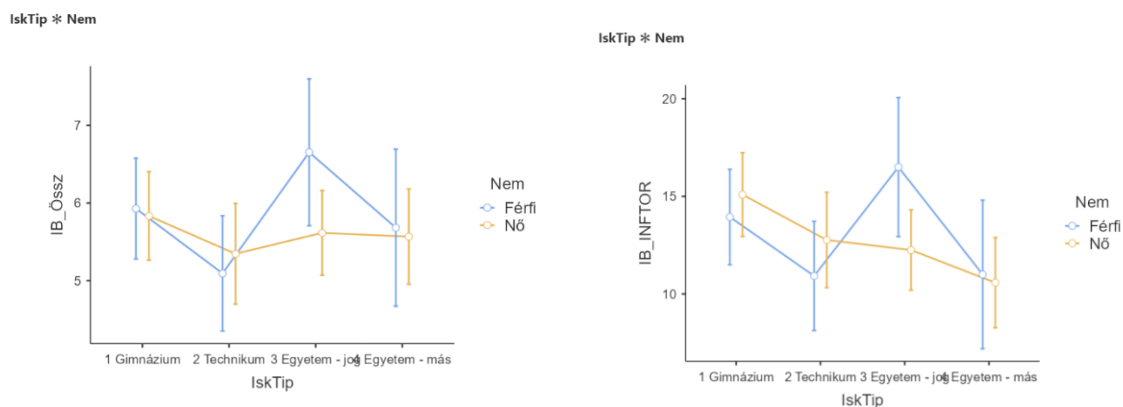 IskTip ✻ Nem
7
6
5
IB_Össz
1 Gimnázium 2 Technikum 3 Egyetem - jog 4 Egyetem - más
IskTip
Nem
Férfi
Nő
IskTip ✻ Nem
20
15
10
IB_INFTOR
1 Gimnázium 2 Technikum 3 Egyetem - jog 4 Egyetem - más
IskTip
Nem
Férfi
Nő